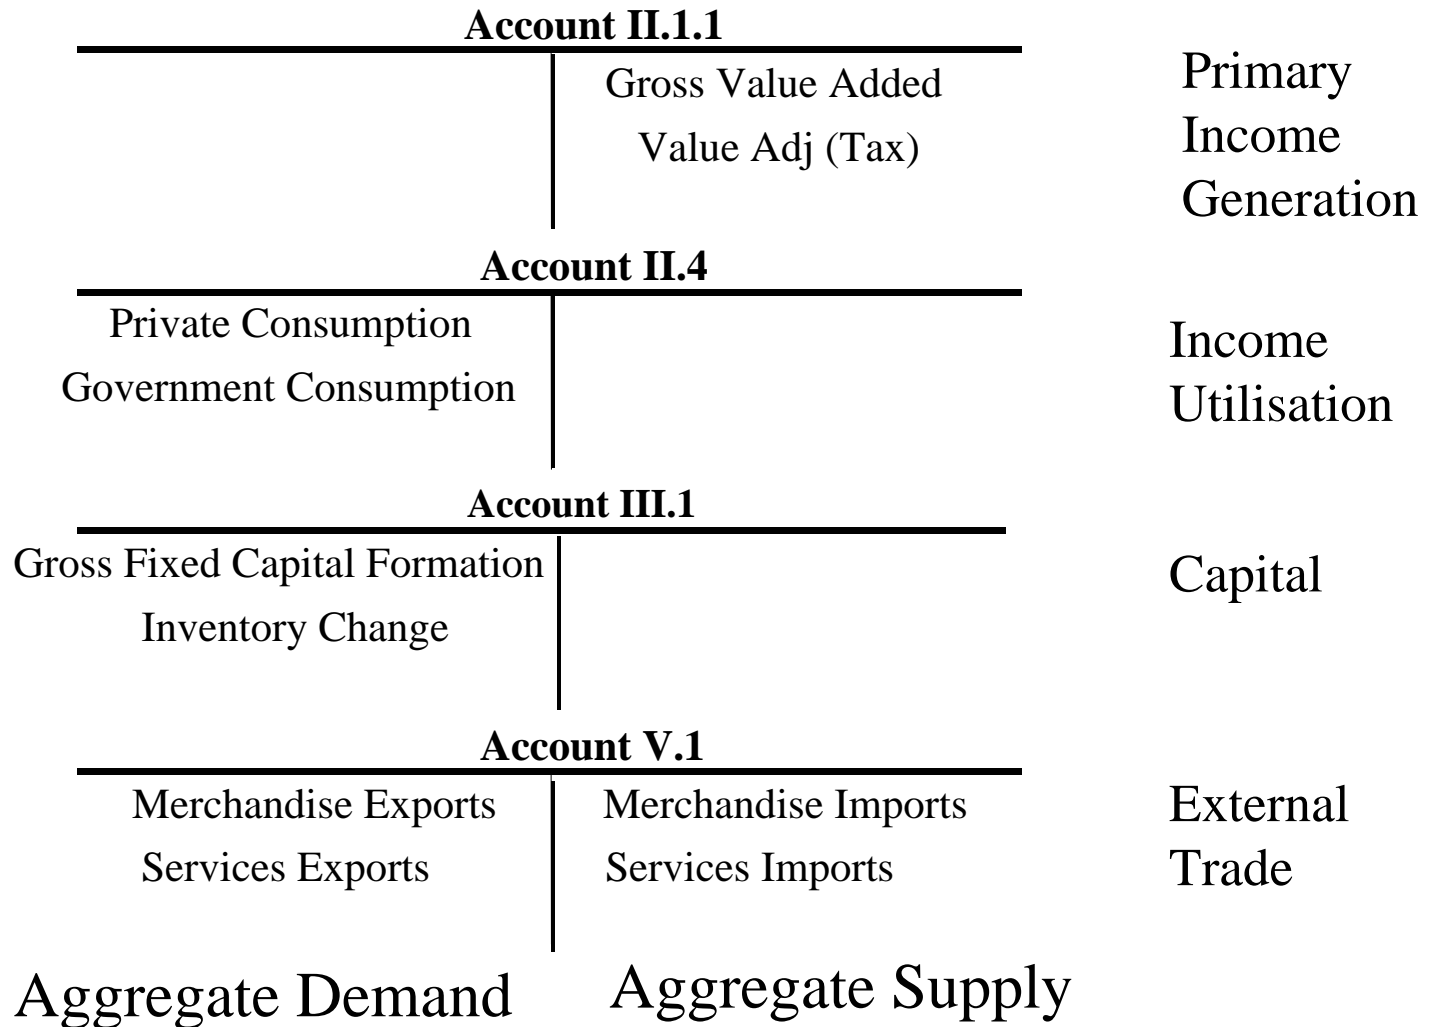 Account II.1.1
Gross Value Added
Value Adj (Tax)
Primary
Income
Generation
Account II.4
Private Consumption
Government Consumption
Income
Utilisation
Account III.1
Gross Fixed Capital Formation
Inventory Change
Capital
Account V.1
Merchandise Exports
Merchandise Imports
Services Exports
Services Imports
External
Trade
Aggregate Demand
Aggregate Supply